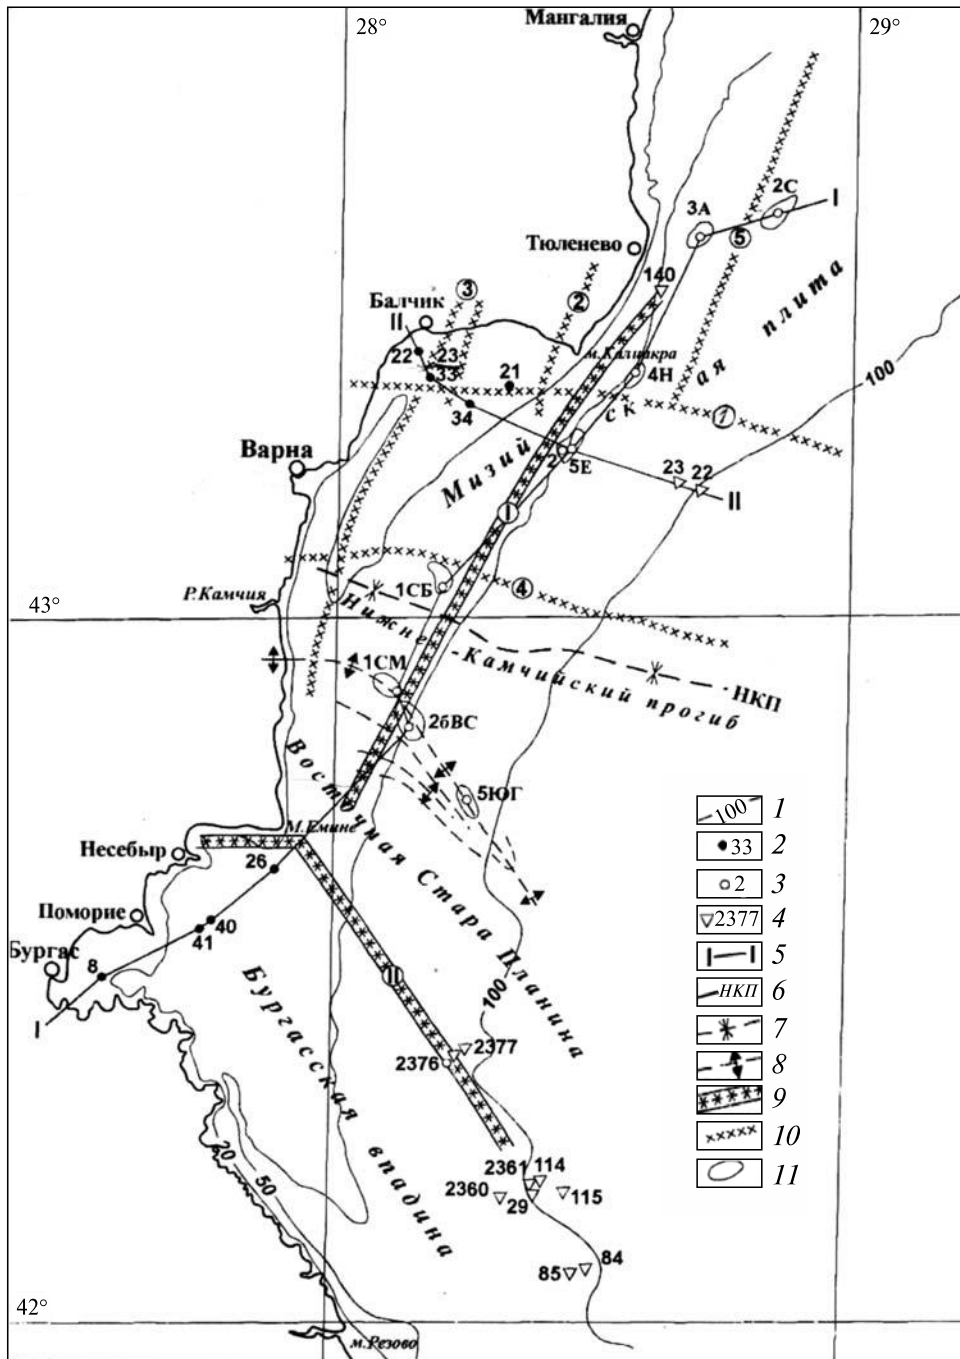 28°
Мангалия
29°
2С
I
3А
5
Тюленево
140
плита
3
2
Балчик
II
м.Калиакра
22
23
33
21
4Н
ая
100
34
ск
1
Варна
2
5Е
23
22
II
Мизий
I
1СБ
4
Р.Камчия
43°
Нижне
-Камчийский прогиб
НКП
1СМ
2бВС
5ЮГ
Восточная Стара Планина
М.Емине
Несебыр
26
Поморие
40
41
Бургас
8
I
II
100
Бургасская впадина
2377
2376
2361
114
2360
29
115
20
50
85
84
42°
м.Резово
100 1
33 2
2 3
2377 4
I I 5
НКП 6
7
8
9
10
11